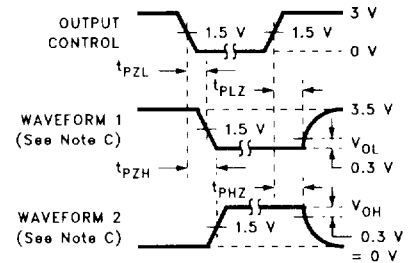 OUTPUT
CONTROL
3 V
1.5 V
1.5 V
0 V
tPZL
tPLZ
WAVEFORM 1
(See Note C)
3.5 V
1.5 V
VOL
0.3 V
tPZH
tPHZ
WAVEFORM 2
(See Note C)
VOH
1.5 V
0.3 V
= 0 V